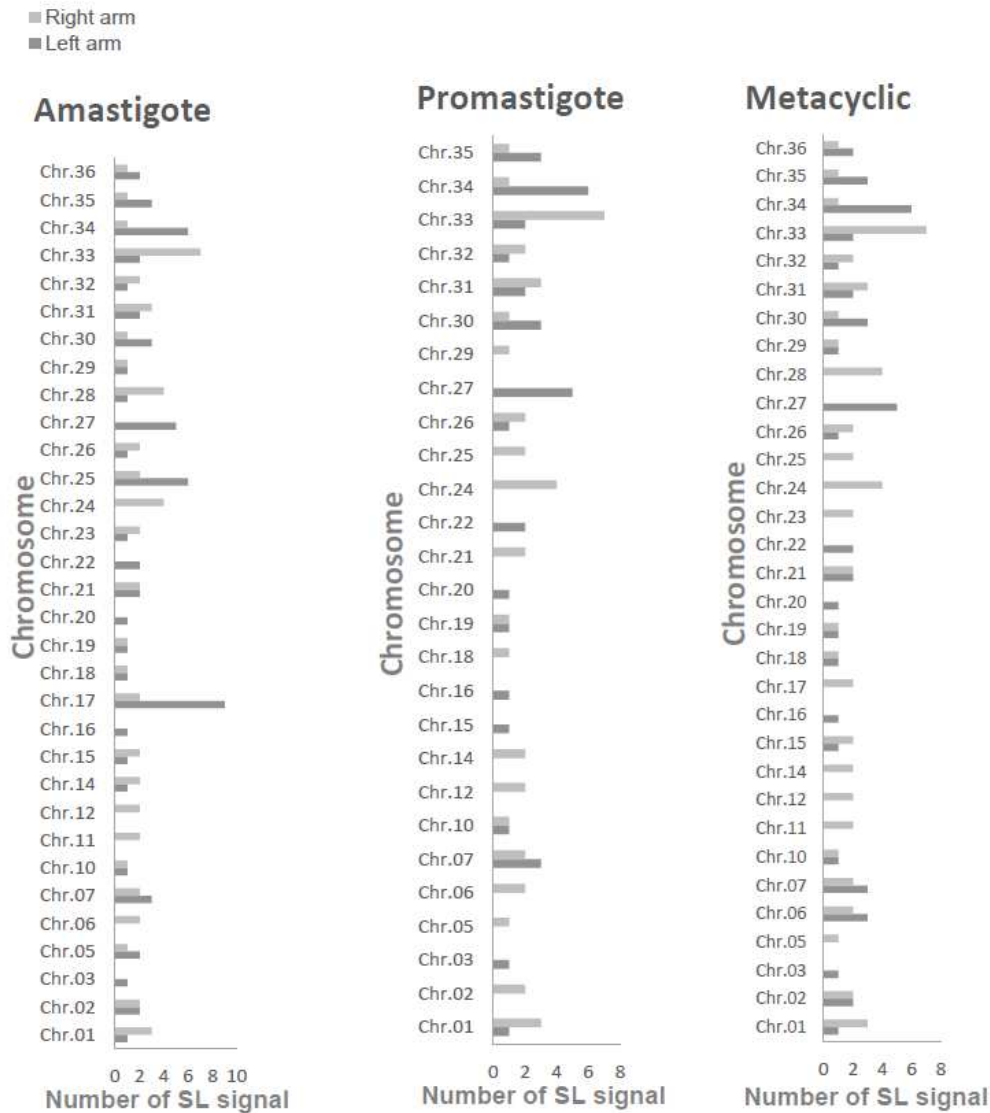 Right arm
Left arm
Amastigote
Chromosome
Chr.36
Chr.35
Chr.34
Chr.33
Chr.32
Chr.31
Chr.30
Chr.29
Chr.28
Chr.27
Chr.26
Chr.25
Chr.24
Chr.23
Chr.22
Chr.21
Chr.20
Chr.19
Chr.18
Chr.17
Chr.16
Chr.15
Chr.14
Chr.12
Chr.11
Chr.10
Chr.07
Chr.06
Chr.05
Chr.03
Chr.02
Chr.01
0 2 4 6 8 10
Number of SL signal
Promastigote
Chromosome
Chr.35
Chr.34
Chr.33
Chr.32
Chr.31
Chr.30
Chr.29
Chr.27
Chr.26
Chr.25
Chr.24
Chr.22
Chr.21
Chr.20
Chr.19
Chr.18
Chr.16
Chr.15
Chr.14
Chr.12
Chr.10
Chr.07
Chr.06
Chr.05
Chr.03
Chr.02
Chr.01
0 2 4 6 8
Number of SL signal
Metacyclic
Chromosome
Chr.36
Chr.35
Chr.34
Chr.33
Chr.32
Chr.31
Chr.30
Chr.29
Chr.28
Chr.27
Chr.26
Chr.25
Chr.24
Chr.23
Chr.22
Chr.21
Chr.20
Chr.19
Chr.18
Chr.17
Chr.16
Chr.15
Chr.14
Chr.12
Chr.11
Chr.10
Chr.07
Chr.06
Chr.05
Chr.03
Chr.02
Chr.01
0 2 4 6 8
Number of SL signal